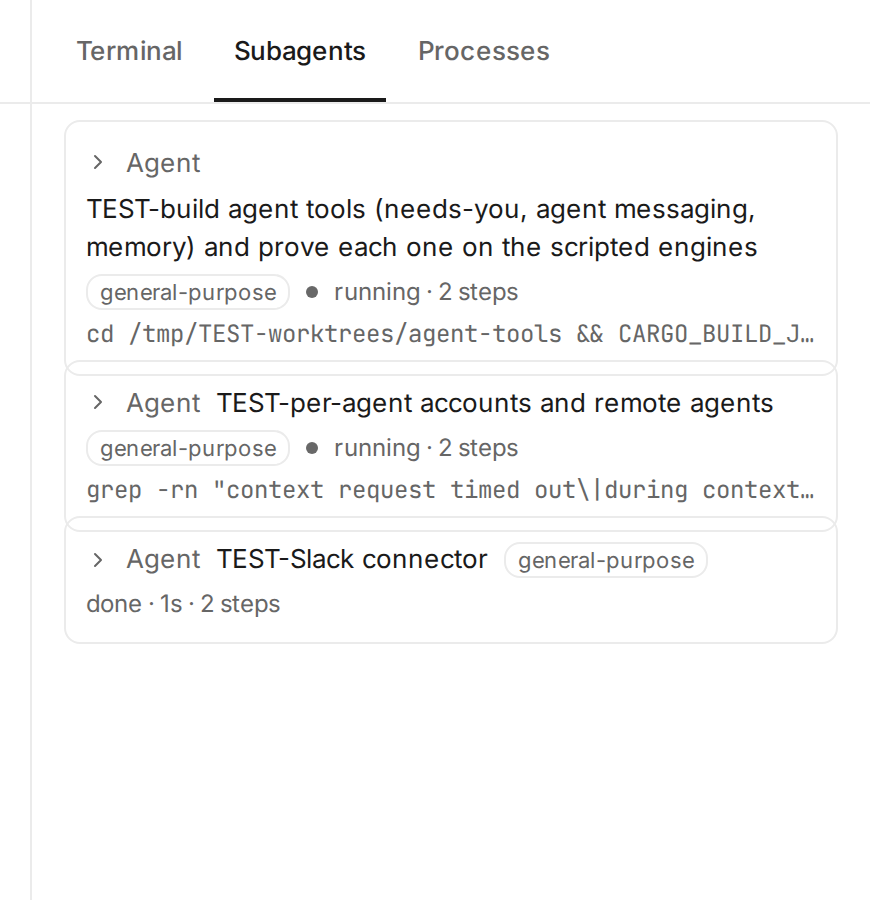 Terminal Subagents Processes
Agent
TEST-build agent tools (needs-you, agent messaging,
memory) and prove each one on the scripted engines
general-purpose running · 2 steps
cd /tmp/TEST-worktrees/agent-tools && CARGO_BUILD_J…
Agent TEST-per-agent accounts and remote agents
general-purpose running · 2 steps
grep -rn "context request timed out\|during context…
Agent TEST-Slack connector general-purpose
done · 1s · 2 steps